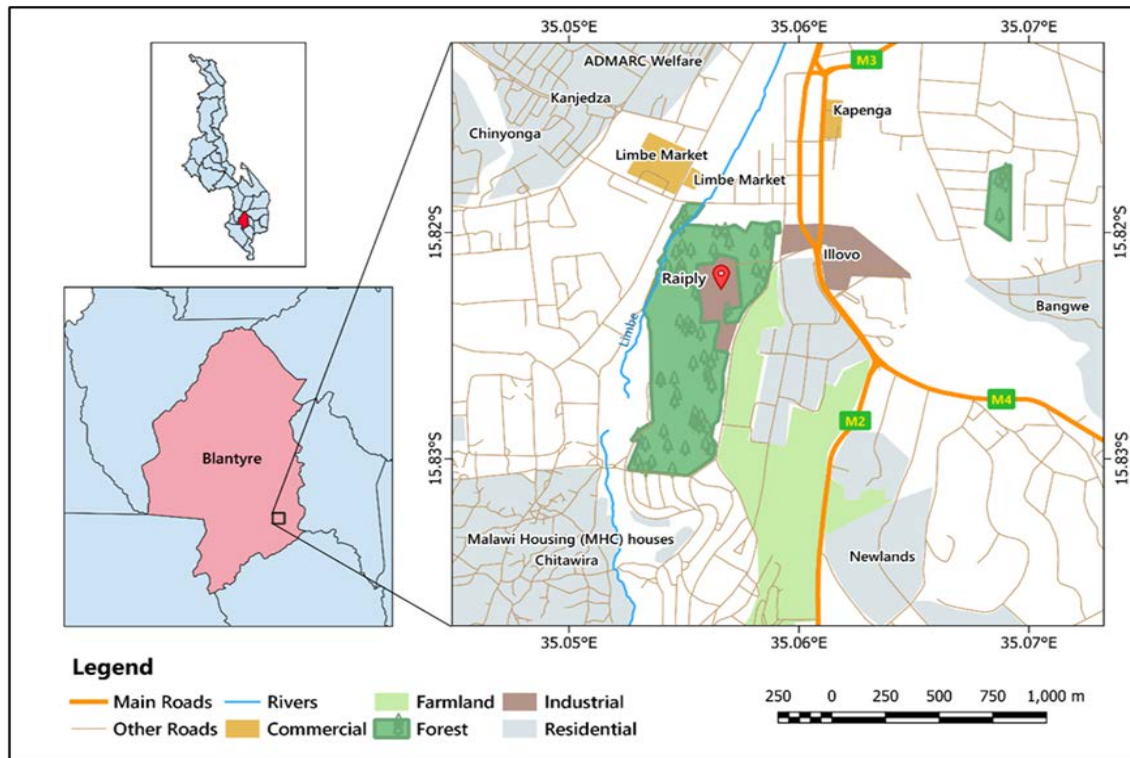 35.05°E
35.06°E
35.07°E
M3
ADMARC Welfare
Kanjedza
Kapenga
Chinyonga
Limbe Market
Limbe Market
15.82°S
15.82°S
Illovo
Raiply
Bangwe
Limbe
M4
M2
Blantyre
15.83°S
15.83°S
Malawi Housing (MHC) houses
Chitawira
Newlands
35.05°E
35.06°E
35.07°E
Legend
Main Roads
Rivers
Farmland
Industrial
Other Roads
Commercial
Forest
Residential
250 0 250 500 750 1,000 m